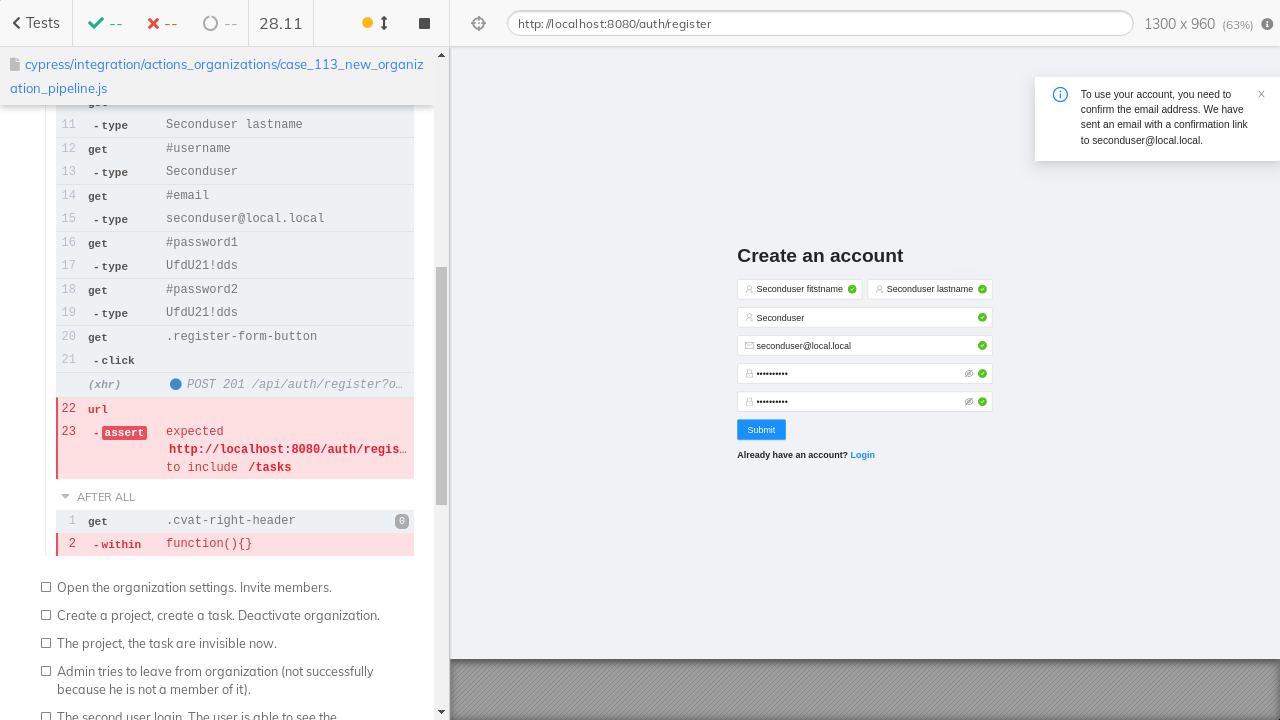 Tests
--
--
--
28.11
http://localhost:8080/auth/register
1300 x 960 (63%)
cypress/integration/actions_organizations/case_113_new_organiz
ation_pipeline.js
11 -type Seconduser lastname
12 get #username
13 -type Seconduser
14 get #email
15 -type seconduser@local.local
16 get #password1
17 -type UfdU21!dds
18 get #password2
19 -type UfdU21!dds
20 get .register-form-button
21 -click
(xhr) POST 201 /api/auth/register?o…
22 url
23 -assert expected
http://localhost:8080/auth/regis…
to include /tasks
AFTER ALL
1 get .cvat-right-header 0
2 -within function(){}
Open the organization settings. Invite members.
Create a project, create a task. Deactivate organization.
The project, the task are invisible now.
Admin tries to leave from organization (not successfully
because he is not a member of it).
The second user login. The user is able to see the
To use your account, you need to
confirm the email address. We have
sent an email with a confirmation link
to seconduser@local.local.
Create an account
Seconduser fitstname
Seconduser lastname
Seconduser
seconduser@local.local
••••••••••
••••••••••
Submit
Already have an account? Login